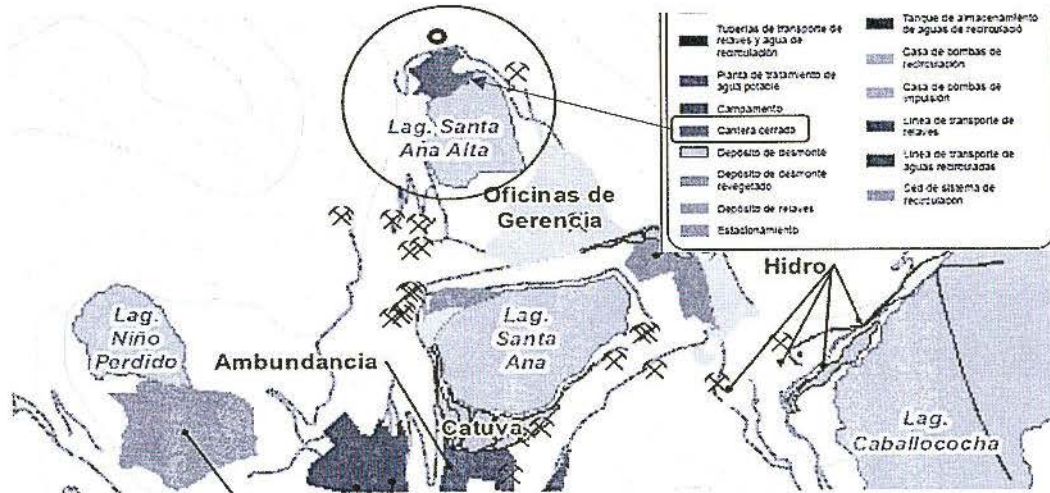 Tuberías de transporte de
relaves y agua de
recirculación
Planta de tratamiento de
agua potable
Campamento
Cantera cerrada
Depósito de desmonte
Depósito de desmonte
revegetado
Depósito de relaves
Estacionamiento
Tanque de almacenamiento
de aguas de recirculació
Casa de bombas de
recirculación
Casa de bombas de
impulsión
Línea de transporte de
relaves
Línea de transporte de
aguas recirculadas
Sed de sistema de
recirculación
Lag. Santa
Ana Alta
Oficinas de
Gerencia
Hidro
Lag.
Niño
Perdido
Lag.
Santa
Ana
Ambundancia
Catuva
Lag.
Caballococha